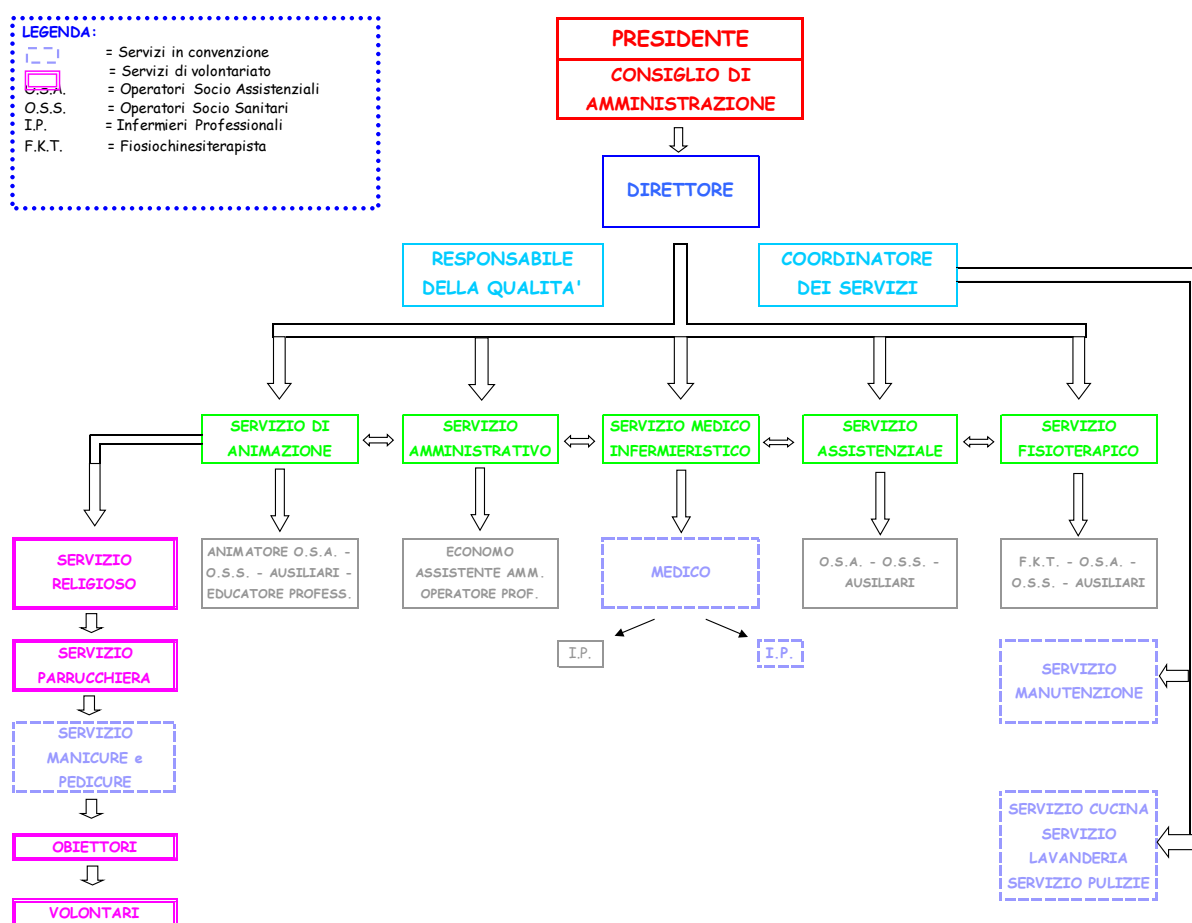 LEGENDA:
= Servizi in convenzione
= Servizi di volontariato
O.S.A. = Operatori Socio Assistenziali
O.S.S. = Operatori Socio Sanitari
I.P. = Infermieri Professionali
F.K.T. = Fiosiochinesiterapista
PRESIDENTE
CONSIGLIO DI
AMMINISTRAZIONE
DIRETTORE
RESPONSABILE
DELLA QUALITA'
COORDINATORE
DEI SERVIZI
SERVIZIO DI
ANIMAZIONE
SERVIZIO
AMMINISTRATIVO
SERVIZIO MEDICO
INFERMIERISTICO
SERVIZIO
ASSISTENZIALE
SERVIZIO
FISIOTERAPICO
SERVIZIO
RELIGIOSO
ANIMATORE O.S.A. -
O.S.S. - AUSILIARI -
EDUCATORE PROFESS.
ECONOMO
ASSISTENTE AMM.
OPERATORE PROF.
MEDICO
O.S.A. - O.S.S. -
AUSILIARI
F.K.T. - O.S.A. -
O.S.S. - AUSILIARI
I.P.
I.P.
SERVIZIO
PARRUCCHIERA
SERVIZIO
MANUTENZIONE
SERVIZIO
MANICURE e
PEDICURE
SERVIZIO CUCINA
SERVIZIO
LAVANDERIA
SERVIZIO PULIZIE
OBIETTORI
VOLONTARI